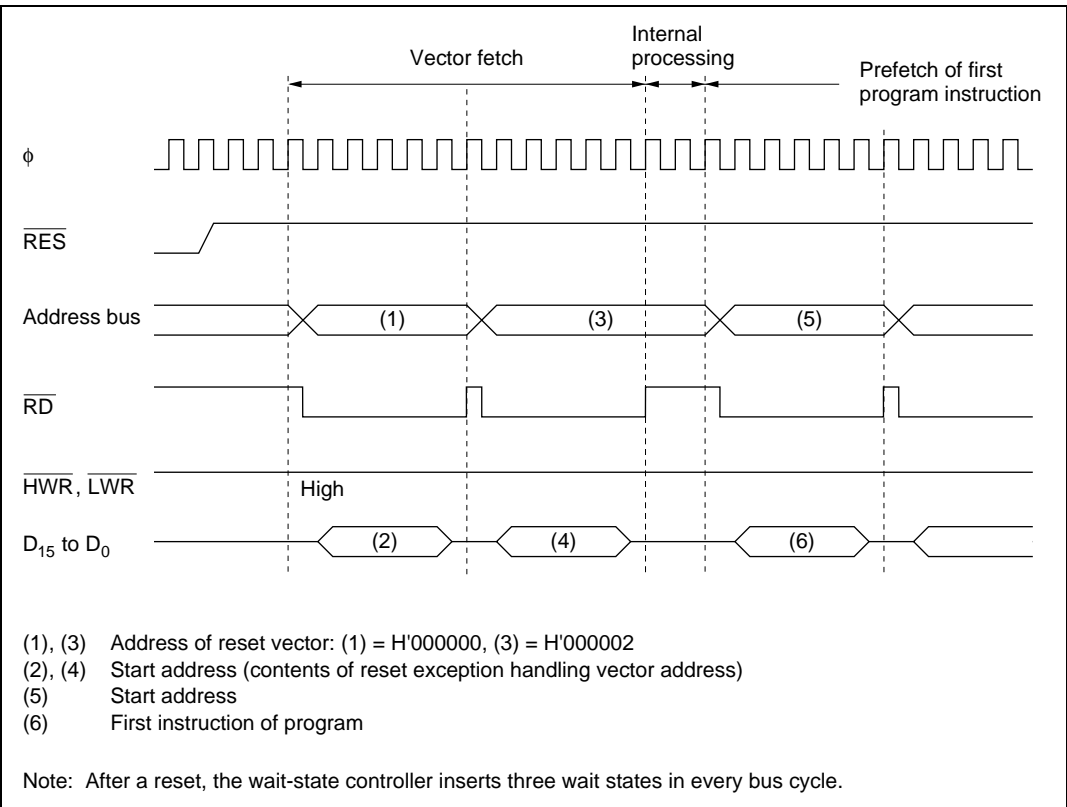 Vector fetch
Internal
processing
Prefetch of first
program instruction
φ
RES
Address bus
(1)
(3)
(5)
RD
HWR, LWR
High
D15 to D0
(2)
(4)
(6)
(1), (3) Address of reset vector: (1) = H'000000, (3) = H'000002
(2), (4) Start address (contents of reset exception handling vector address)
(5) Start address
(6) First instruction of program
Note: After a reset, the wait-state controller inserts three wait states in every bus cycle.